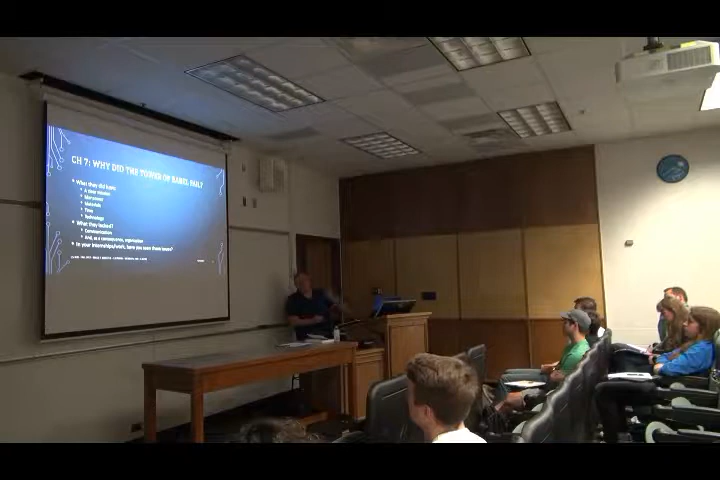 CH 7: WHY DID THE TOWER OF BABEL FAIL?
What they did have:
A clear mission
Manpower
Materials
Time
Technology
What they lacked?
Communication
And, as a consequence, organization
In your internships/work, have you seen these issues?